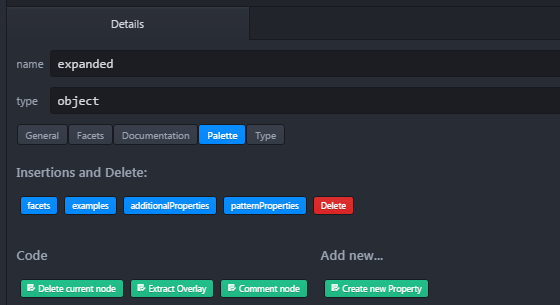 Details
name expanded
type object
General Facets Documentation Palette Type
Insertions and Delete:
facets examples additionalProperties patternProperties Delete
Code Add new...
Delete current node Extract Overlay Comment node Create new Property